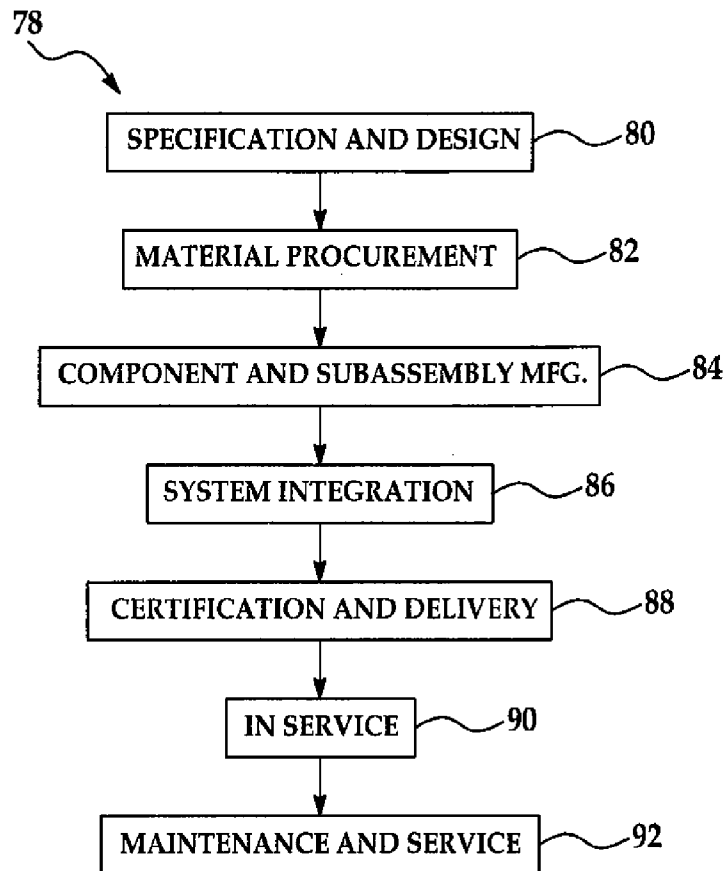 78
SPECIFICATION AND DESIGN 80
MATERIAL PROCUREMENT 82
COMPONENT AND SUBASSEMBLY MFG. 84
SYSTEM INTEGRATION 86
CERTIFICATION AND DELIVERY 88
IN SERVICE 90
MAINTENANCE AND SERVICE 92